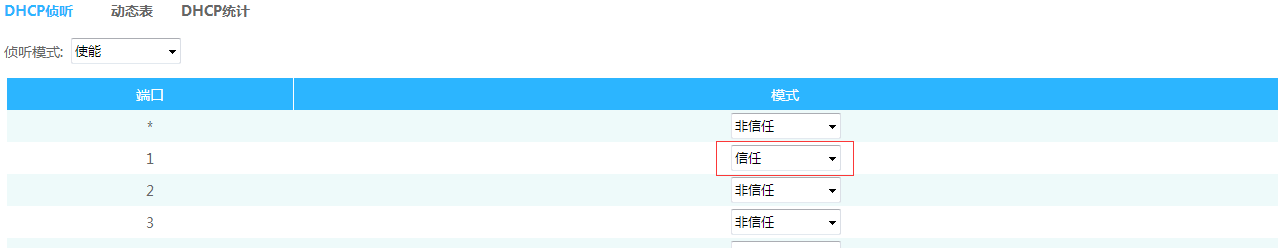 DHCP侦听 动态表 DHCP统计
侦听模式: 使能
端口 模式
* 非信任
1 信任
2 非信任
3 非信任